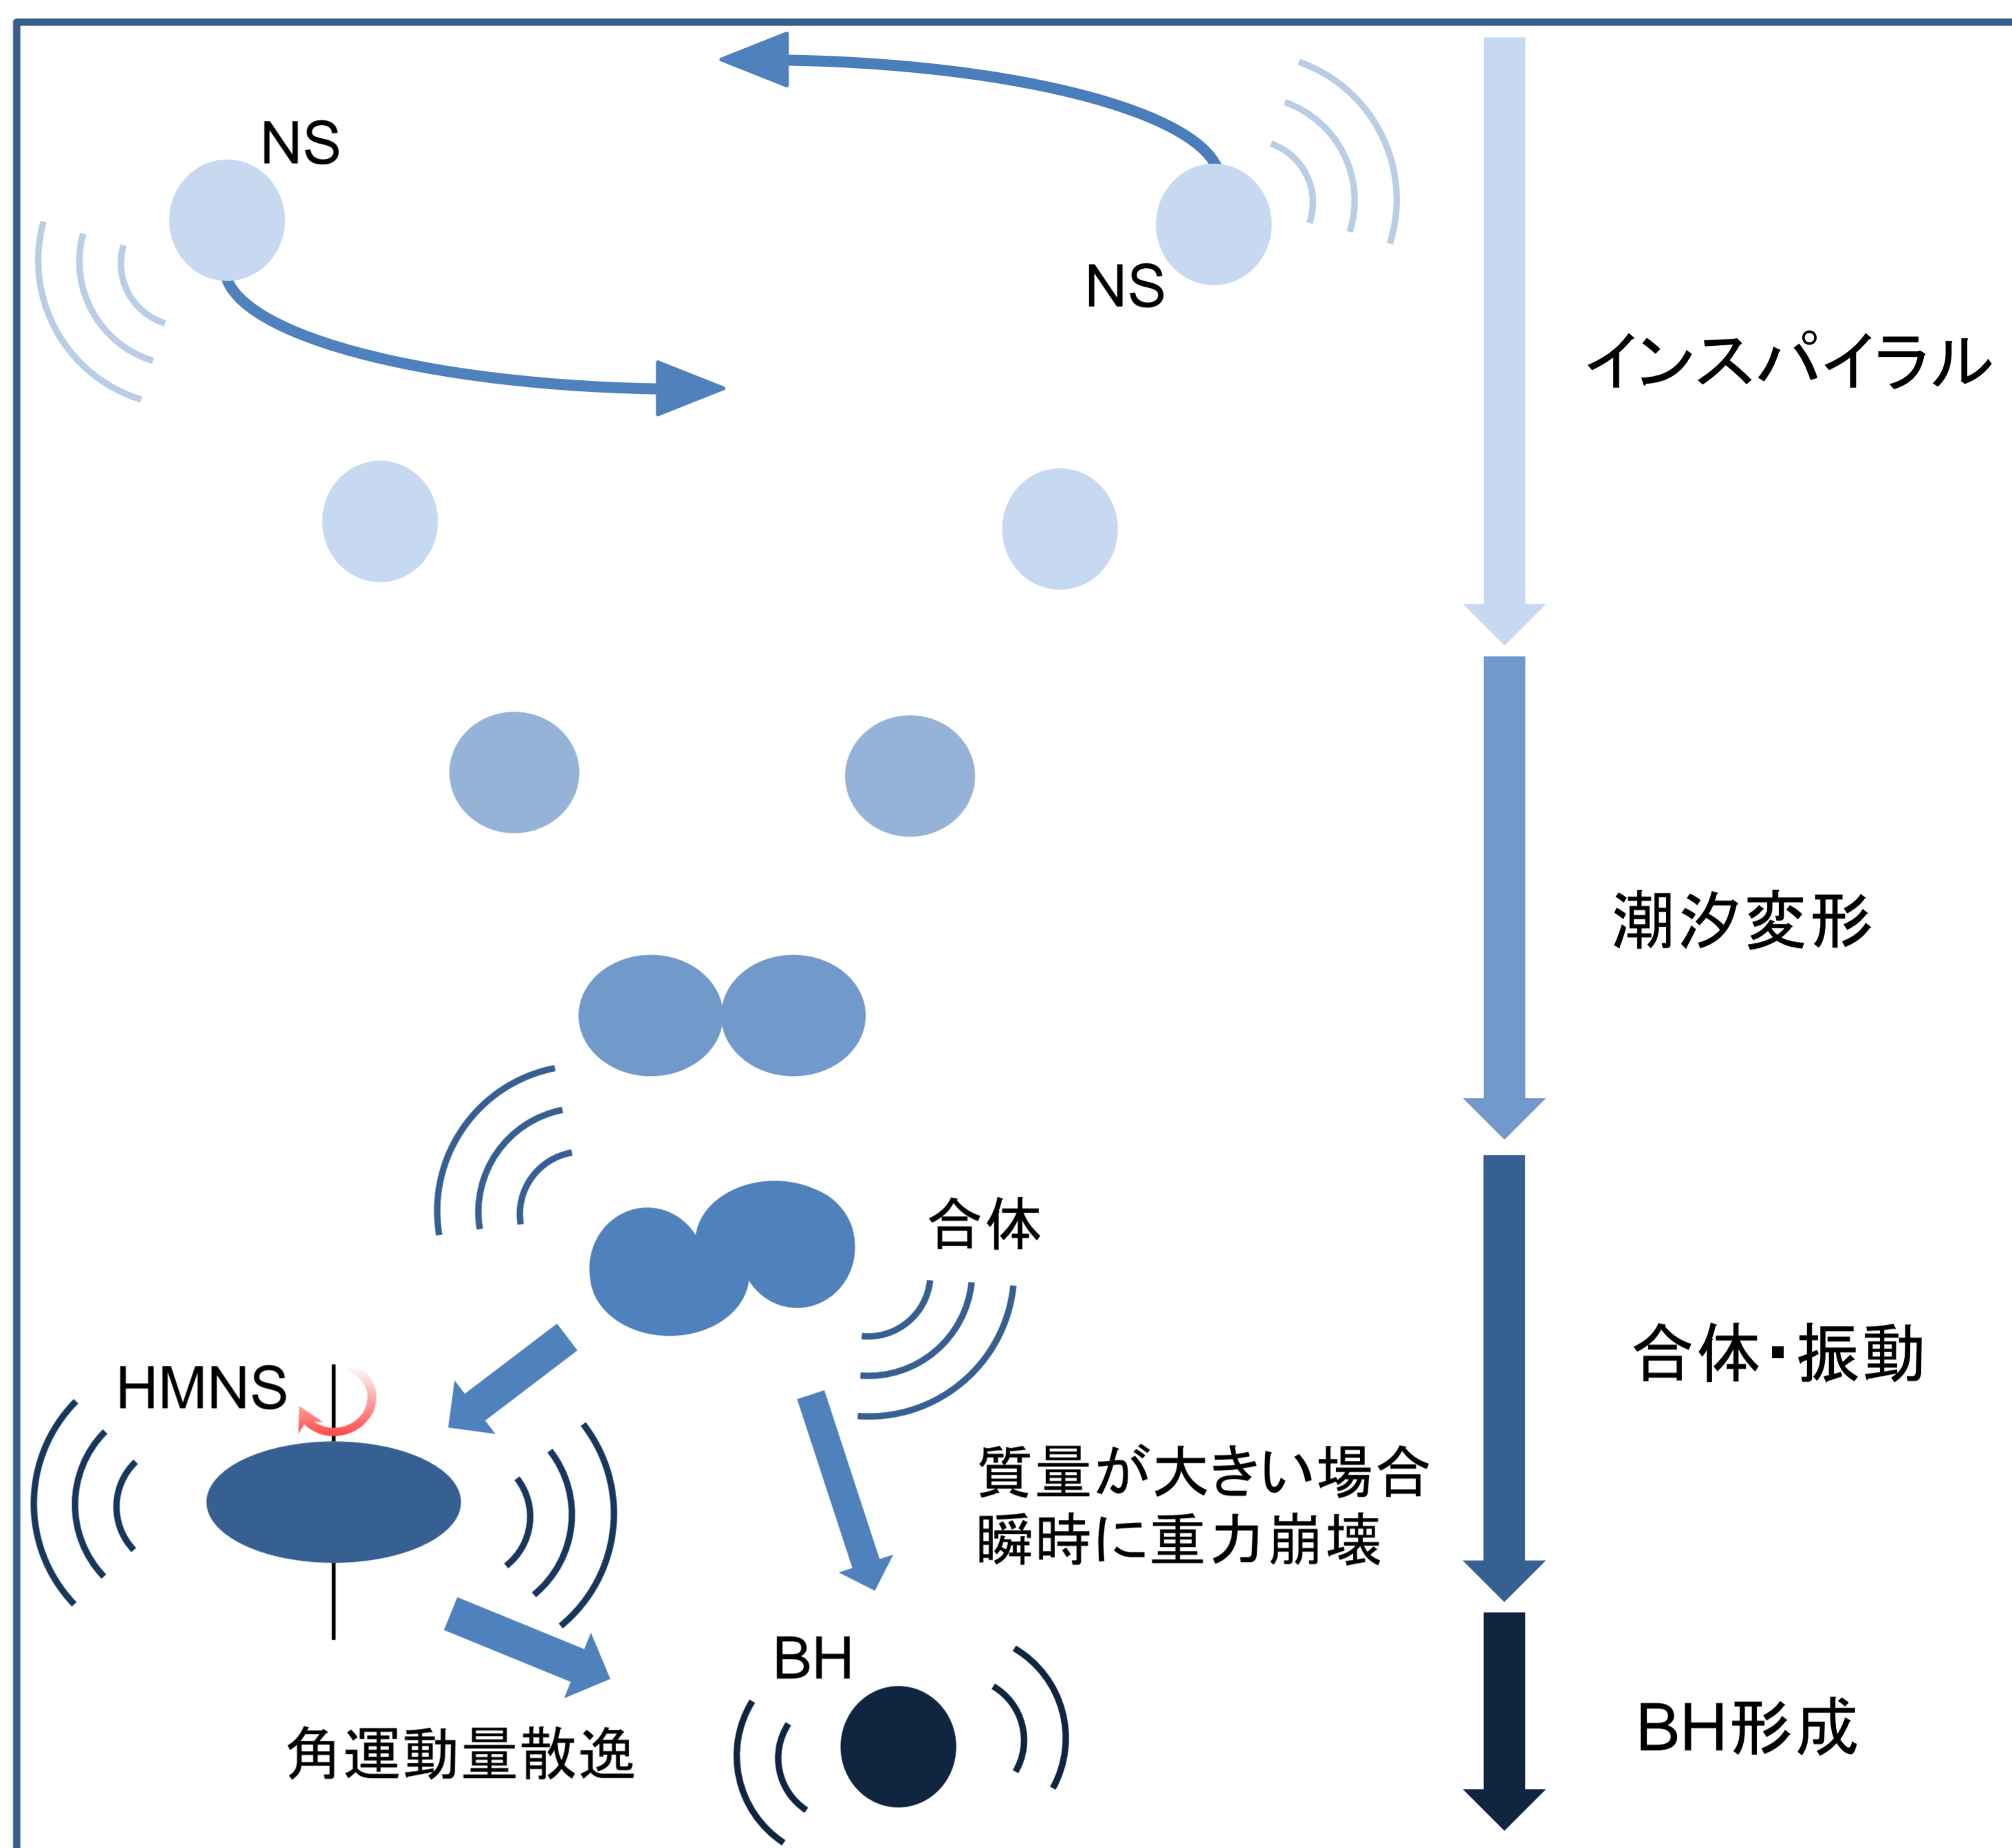 NS
NS
インスパイラル
潮汐変形
合体
合体・振動
HMNS
質量が大きい場合
瞬時に重力崩壊
BH
BH形成
角運動量散逸